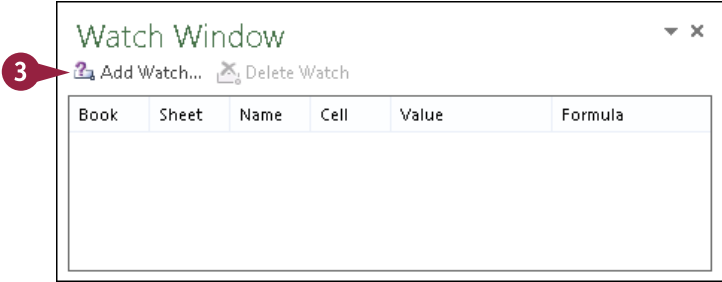 Watch Window
3 Add Watch... Delete Watch
Book Sheet Name Cell Value Formula